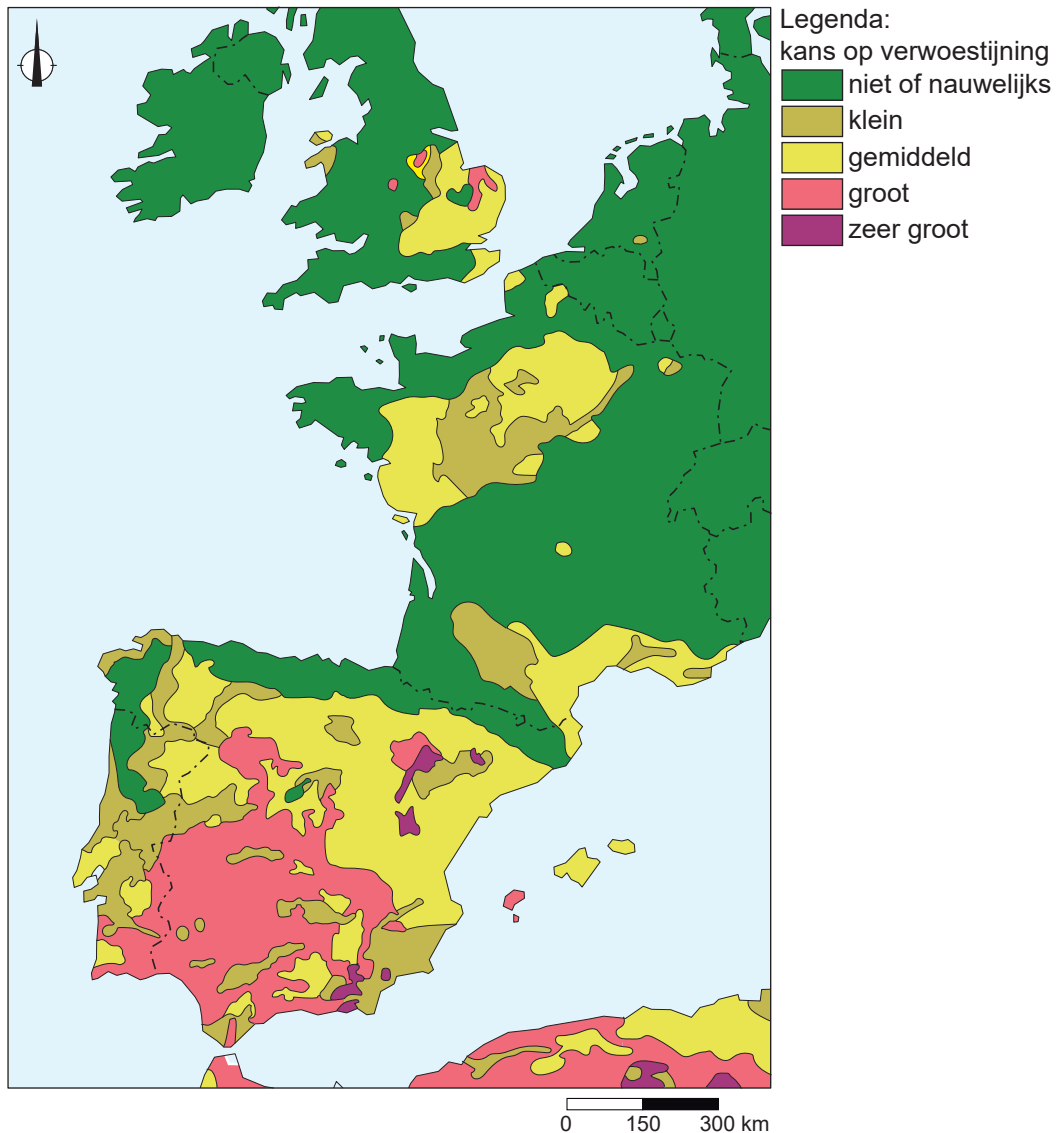 Legenda:
kans op verwoestijning
niet of nauwelijks
klein
gemiddeld
groot
zeer groot
0 150 300 km